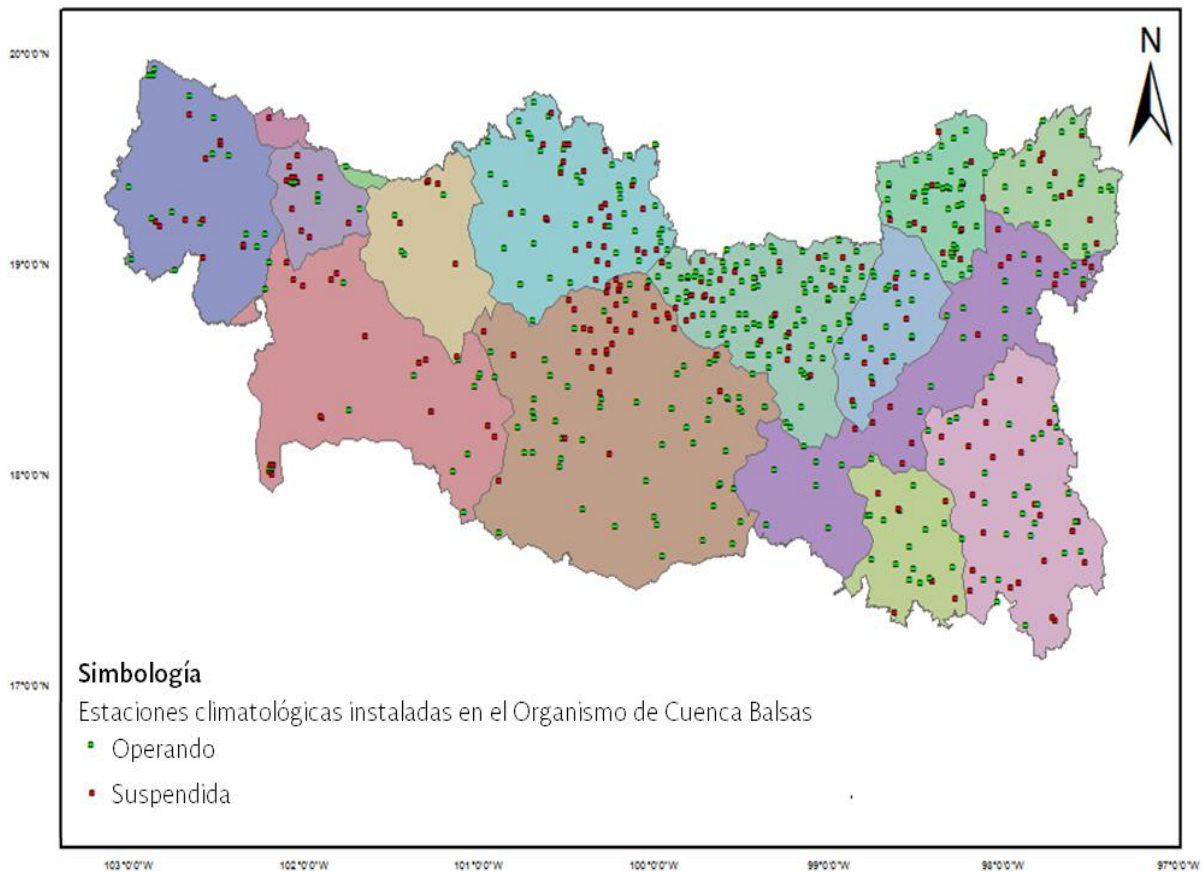 N
20°0'0"N
19°0'0"N
18°0'0"N
17°0'0"N
Simbología
Estaciones climatológicas instaladas en el Organismo de Cuenca Balsas
Operando
Suspendida
103°0'0"W 102°0'0"W 101°0'0"W 100°0'0"W 99°0'0"W 98°0'0"W 97°0'0"W